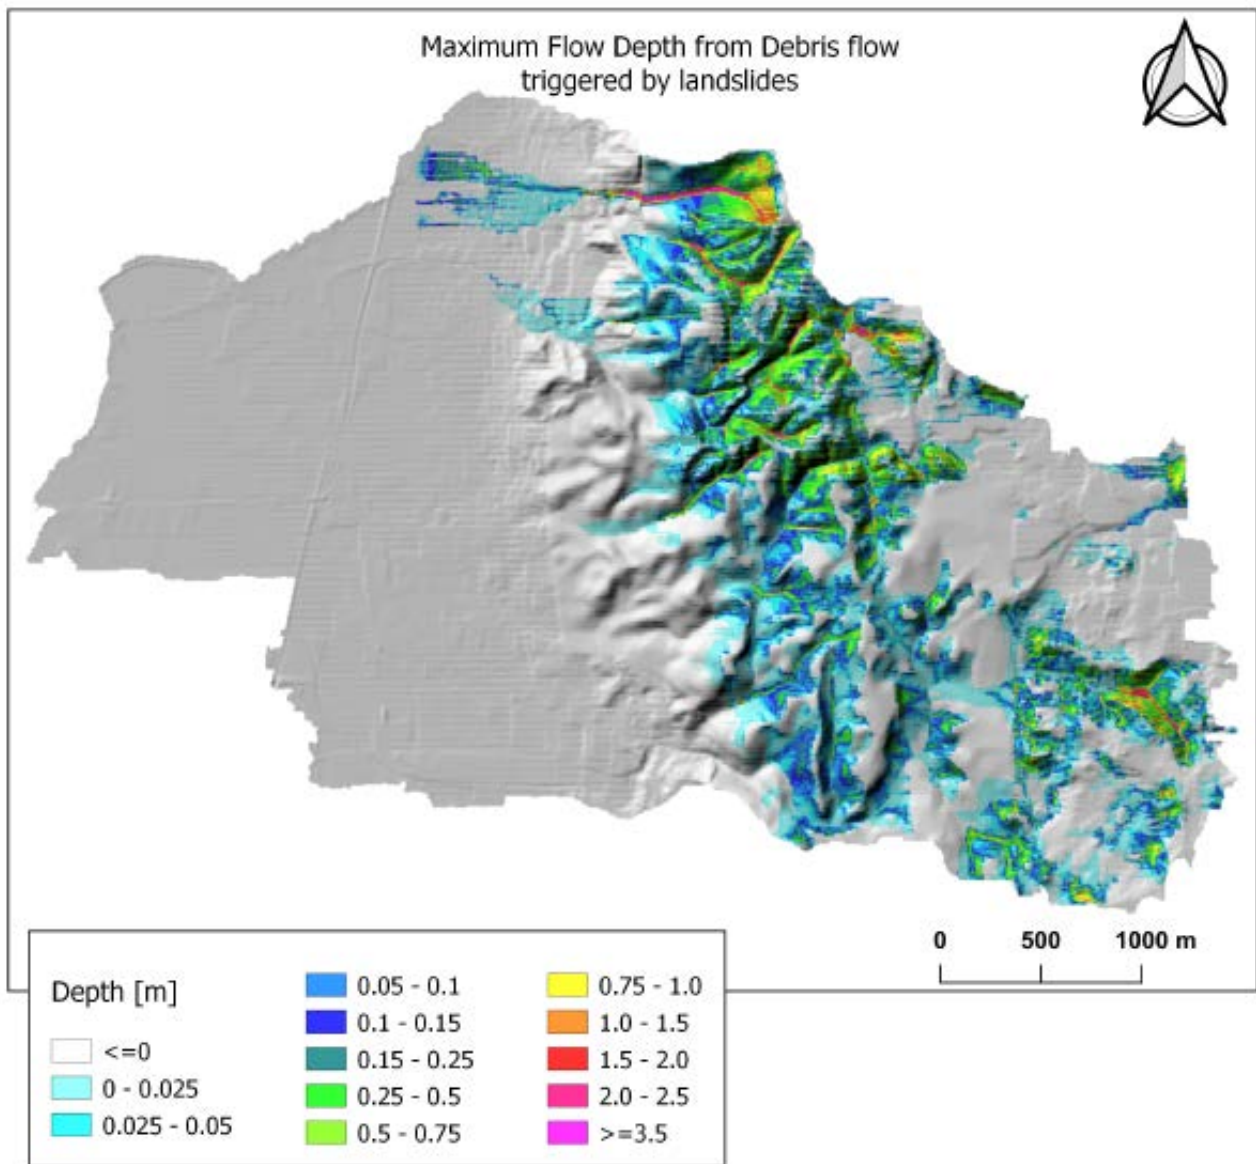 Maximum Flow Depth from Debris flow
triggered by landslides
0 500 1000 m
Depth [m]
<=0
0 - 0.025
0.025 - 0.05
0.05 - 0.1
0.1 - 0.15
0.15 - 0.25
0.25 - 0.5
0.5 - 0.75
0.75 - 1.0
1.0 - 1.5
1.5 - 2.0
2.0 - 2.5
>=3.5